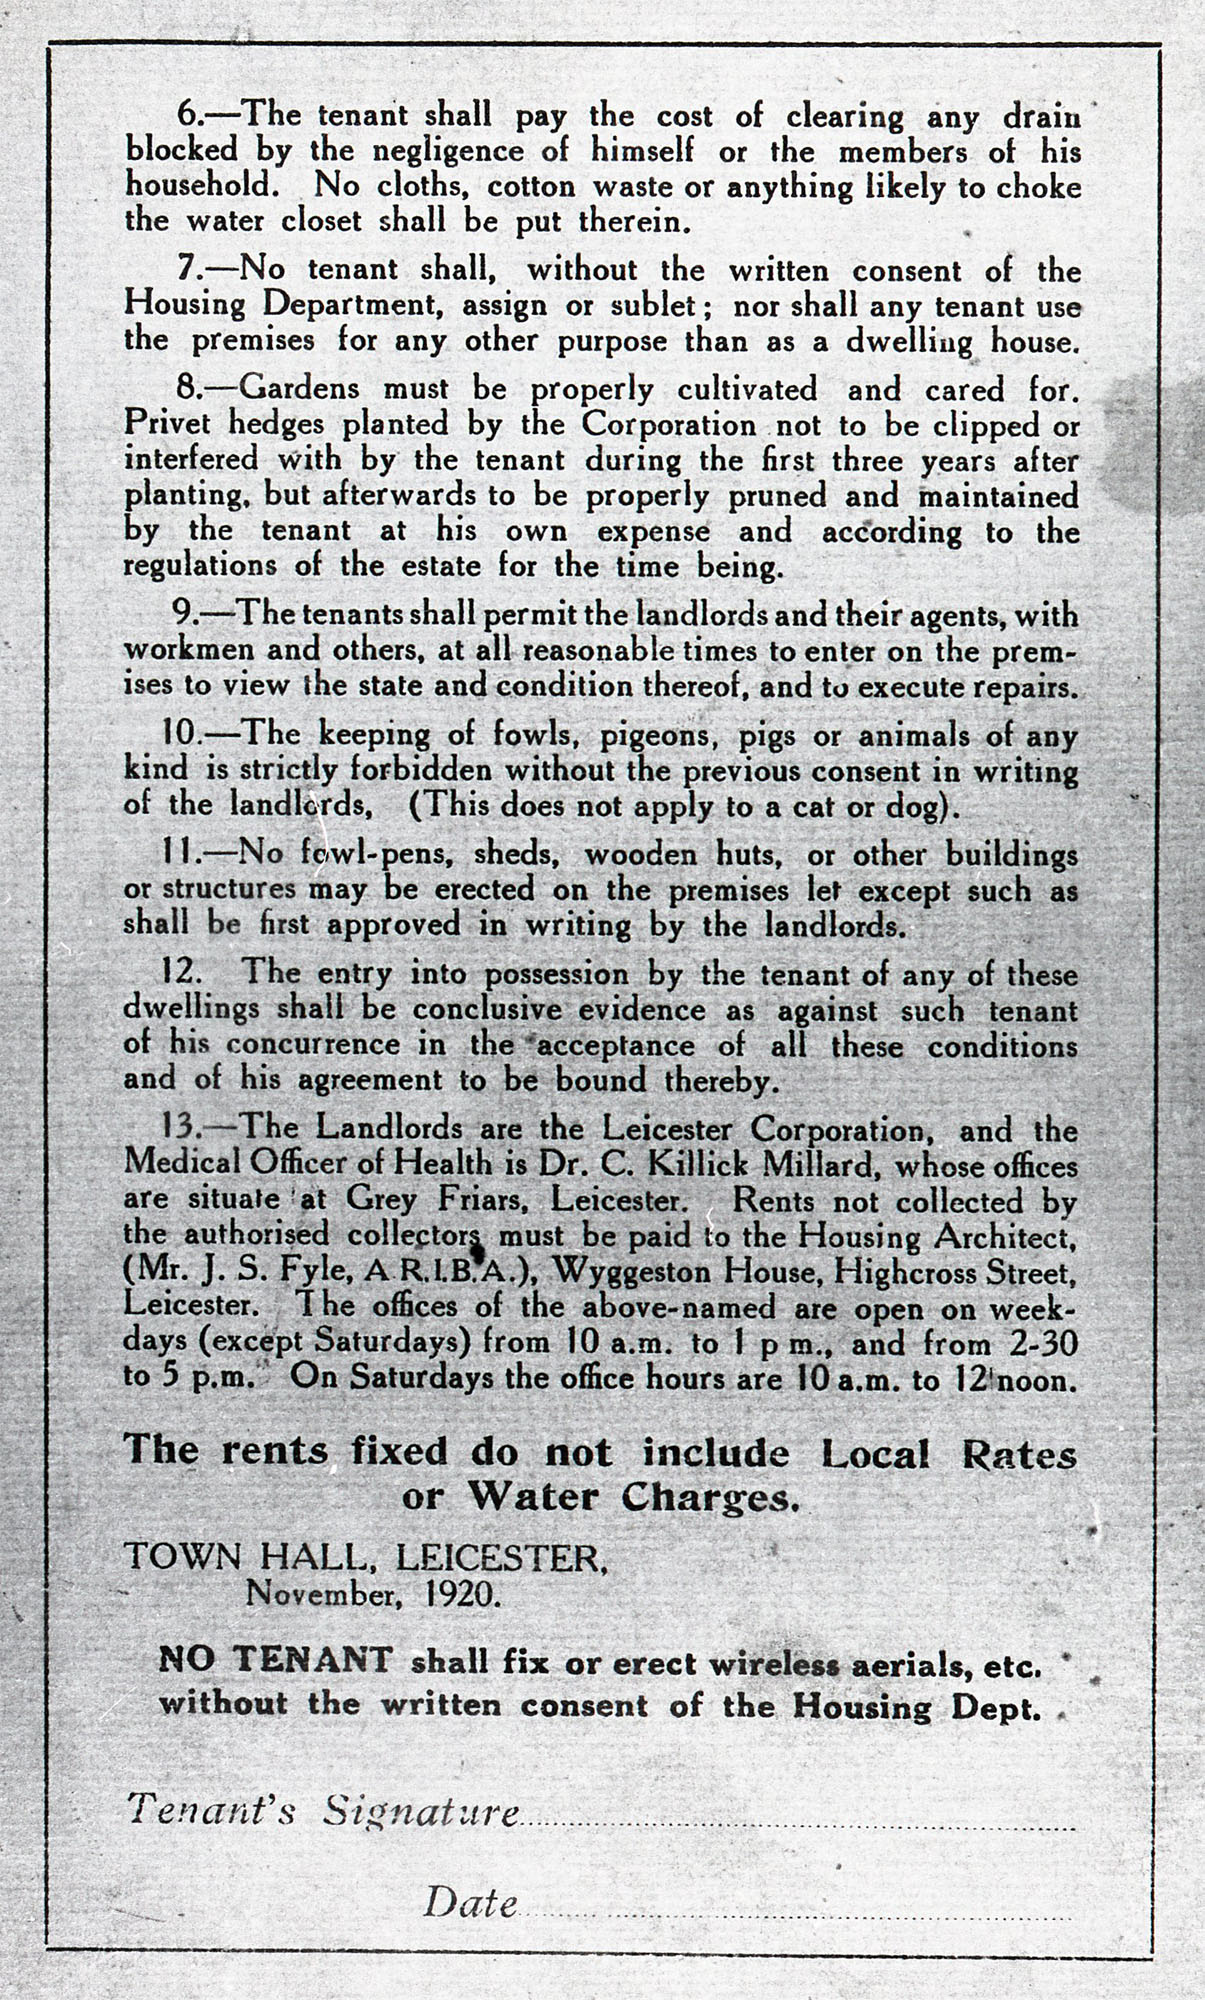 6.—The tenant shall pay the cost of clearing any drain
blocked by the negligence of himself or the members of his
household. No cloths, cotton waste or anything likely to choke
the water closet shall be put therein.
7.—No tenant shall, without the written consent of the
Housing Department, assign or sublet; nor shall any tenant use
the premises for any other purpose than as a dwelling house.
8.—Gardens must be properly cultivated and cared for.
Privet hedges planted by the Corporation not to be clipped or
interfered with by the tenant during the first three years after
planting, but afterwards to be properly pruned and maintained
by the tenant at his own expense and according to the
regulations of the estate for the time being.
9.—The tenants shall permit the landlords and their agents, with
workmen and others, at all reasonable times to enter on the prem-
ises to view the state and condition thereof, and to execute repairs.
10.—The keeping of fowls, pigeons, pigs or animals of any
kind is strictly forbidden without the previous consent in writing
of the landlords, (This does not apply to a cat or dog).
11.—No fowl-pens, sheds, wooden huts, or other buildings
or structures may be erected on the premises let except such as
shall be first approved in writing by the landlords.
12. The entry into possession by the tenant of any of these
dwellings shall be conclusive evidence as against such tenant
of his concurrence in the acceptance of all these conditions
and of his agreement to be bound thereby.
13.—The Landlords are the Leicester Corporation, and the
Medical Officer of Health is Dr. C. Killick Millard, whose offices
are situate at Grey Friars, Leicester. Rents not collected by
the authorised collectors must be paid to the Housing Architect,
(Mr. J. S. Fyle, A.R.I.B.A.), Wyggeston House, Highcross Street,
Leicester. The offices of the above-named are open on week-
days (except Saturdays) from 10 a.m. to 1 p m., and from 2-30
to 5 p.m. On Saturdays the office hours are 10 a.m. to 12 noon.
The rents fixed do not include Local Rates
or Water Charges.
TOWN HALL, LEICESTER,
November, 1920.
NO TENANT shall fix or erect wireless aerials, etc.
without the written consent of the Housing Dept.
Tenant's Signature
Date